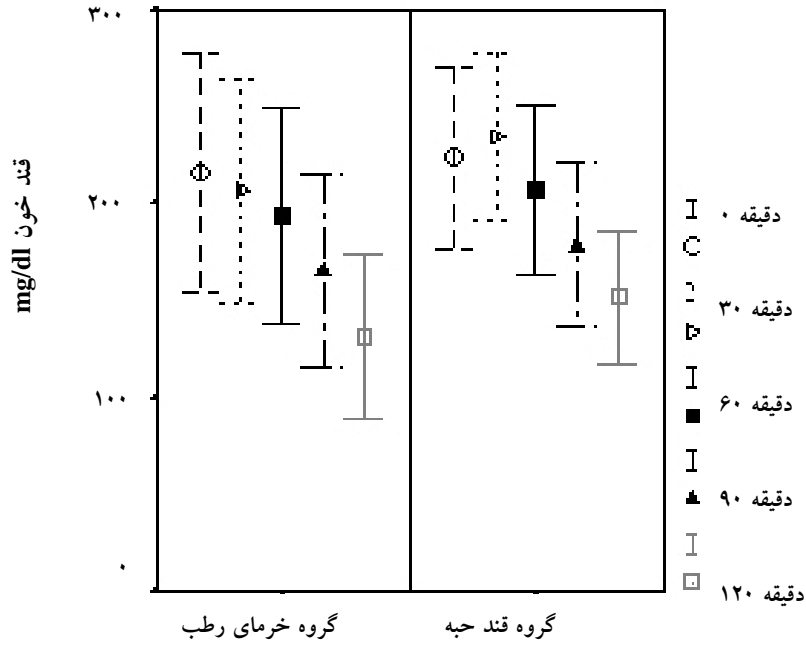 ۳۰۰
۲۰۰
۱۰۰
۰
قند خون mg/dl
گروه خرمای رطب
گروه قند حبه
دقیقه ۰
دقیقه ۳۰
دقیقه ۶۰
دقیقه ۹۰
دقیقه ۱۲۰